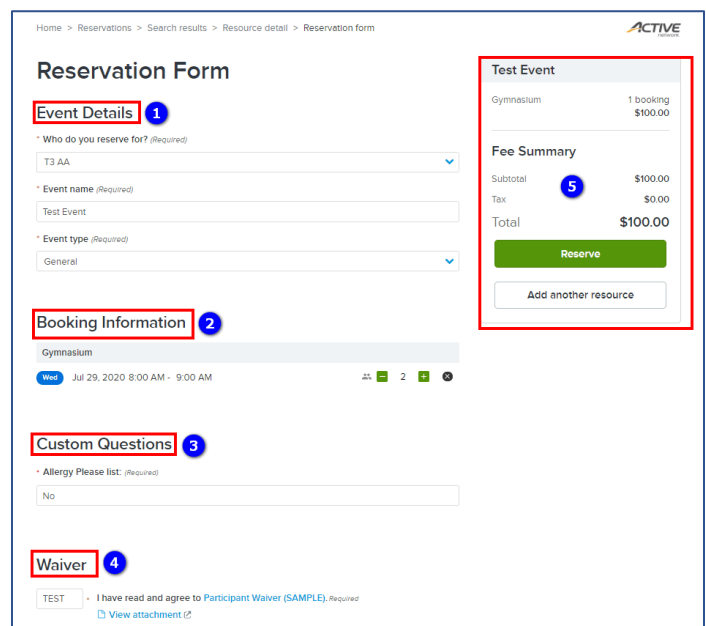 Home > Reservations > Search results > Resource detail > Reservation form
ACTIVE
network
Reservation Form
Event Details 1
* Who do you reserve for? (Required)
T3 AA
* Event name (Required)
Test Event
* Event type (Required)
General
Booking Information 2
Gymnasium
Wed Jul 29, 2020 8:00 AM - 9:00 AM 2
Custom Questions 3
* Allergy Please list: (Required)
No
Waiver 4
TEST * I have read and agree to Participant Waiver (SAMPLE). Required
View attachment
Test Event
Gymnasium 1 booking
$100.00
Fee Summary
5
Subtotal $100.00
Tax $0.00
Total $100.00
Reserve
Add another resource